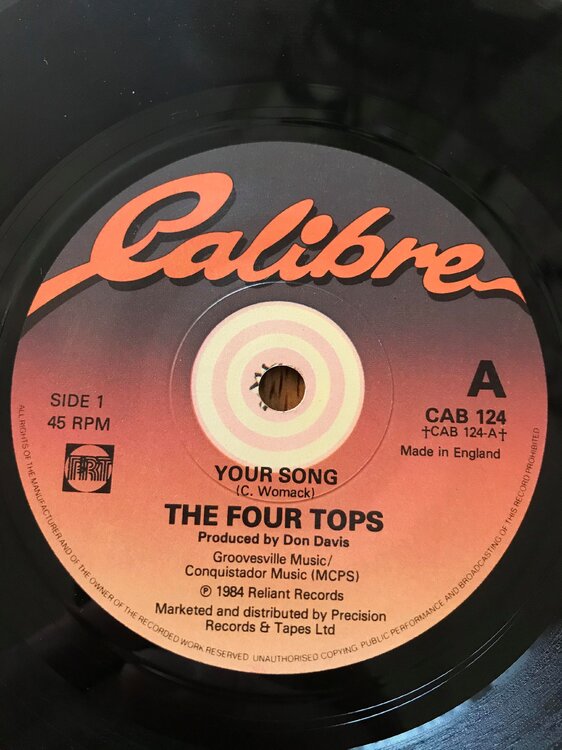 Calibre
SIDE 1
45 RPM
PRT
A
CAB 124
†CAB 124-A†
Made in England
YOUR SONG
(C. Womack)
THE FOUR TOPS
Produced by Don Davis
Groovesville Music/
Conquistador Music (MCPS)
℗ 1984 Reliant Records
Marketed and distributed by Precision
Records & Tapes Ltd
ALL RIGHTS OF THE MANUFACTURER AND OF THE OWNER OF THE RECORDED WORK RESERVED UNAUTHORISED COPYING PUBLIC PERFORMANCE AND BROADCASTING OF THIS RECORD PROHIBITED